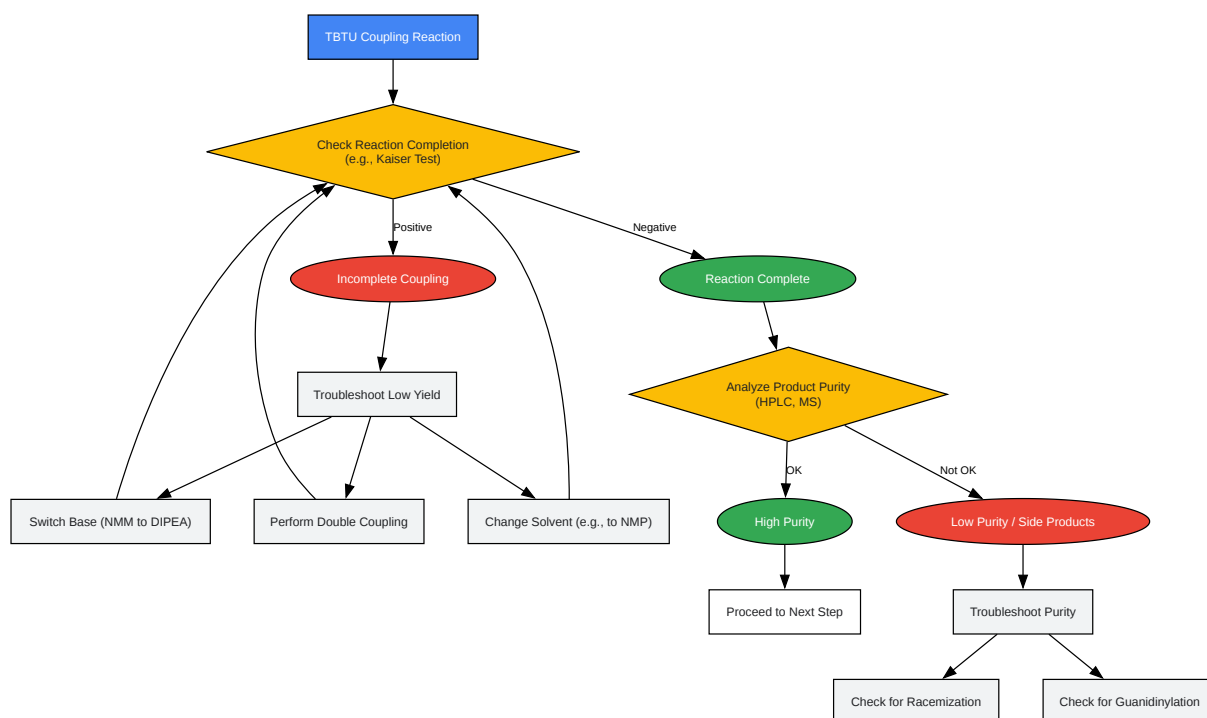 TBTU Coupling Reaction
Check Reaction Completion
(e.g., Kaiser Test)
Positive
Negative
Incomplete Coupling
Reaction Complete
Troubleshoot Low Yield
Analyze Product Purity
(HPLC, MS)
OK
Not OK
Switch Base (NMM to DIPEA)
Perform Double Coupling
Change Solvent (e.g., to NMP)
High Purity
Low Purity / Side Products
Proceed to Next Step
Troubleshoot Purity
Check for Racemization
Check for Guanidinylation